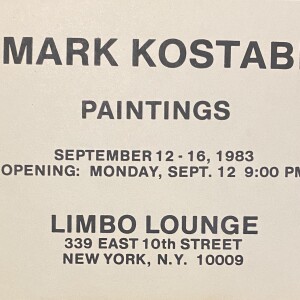 MARK KOSTABI
PAINTINGS
SEPTEMBER 12 - 16, 1983
OPENING: MONDAY, SEPT. 12 9:00 PM
LIMBO LOUNGE
339 EAST 10th STREET
NEW YORK, N.Y. 10009